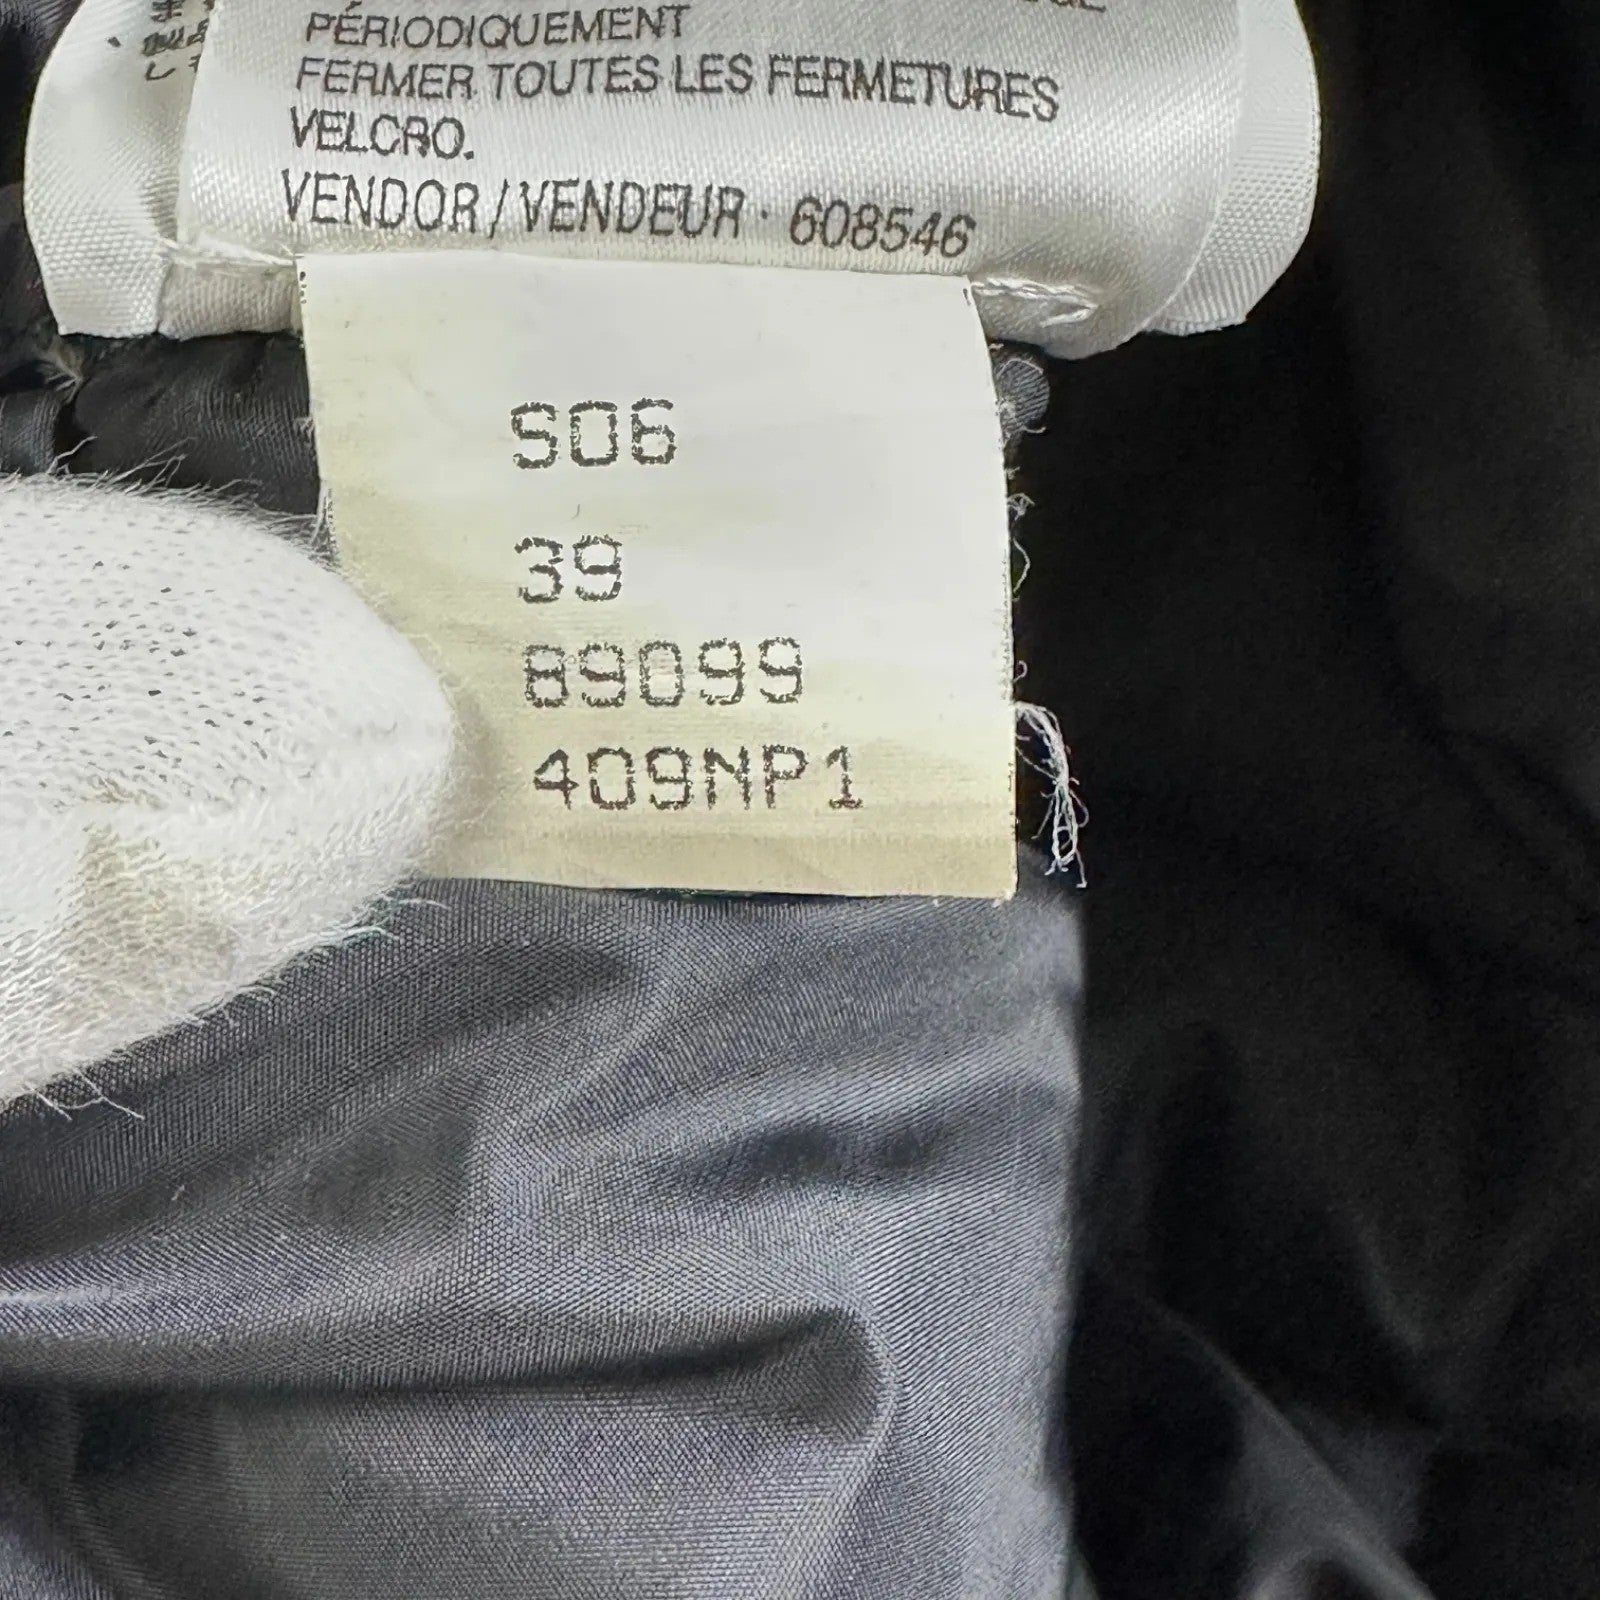 PÉRIODIQUEMENT
FERMER TOUTES LES FERMETURES
VELCRO.
VENDOR / VENDEUR · 608546
S06
39
89099
409NP1